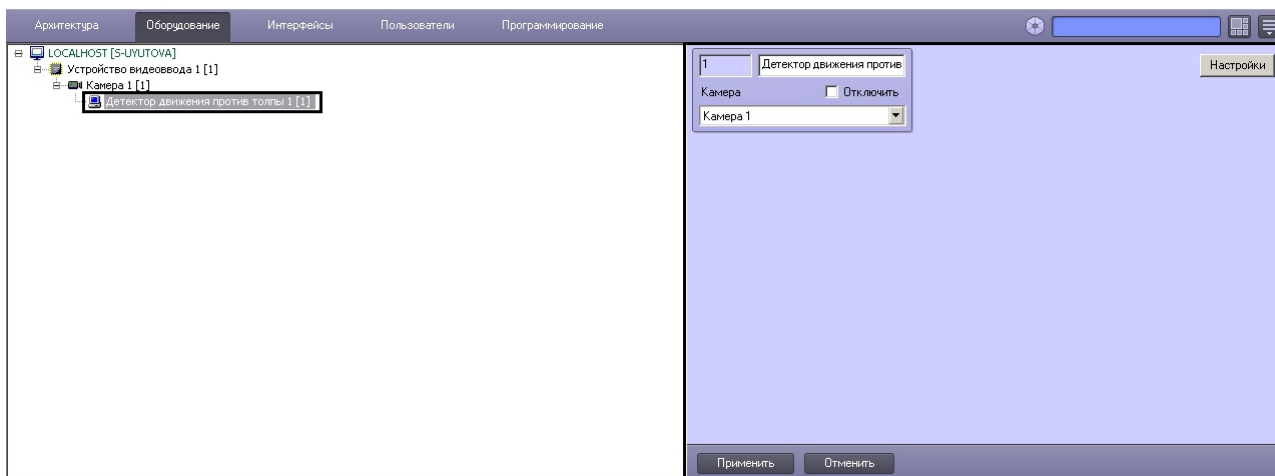 Архитектура Оборудование Интерфейсы Пользователи Программирование
LOCALHOST [S-UYUTOVA]
Устройство видеоввода 1 [1]
Камера 1 [1]
Детектор движения против толпы 1 [1]
1 Детектор движения против
Настройки
Камера Отключить
Камера 1
Применить Отменить